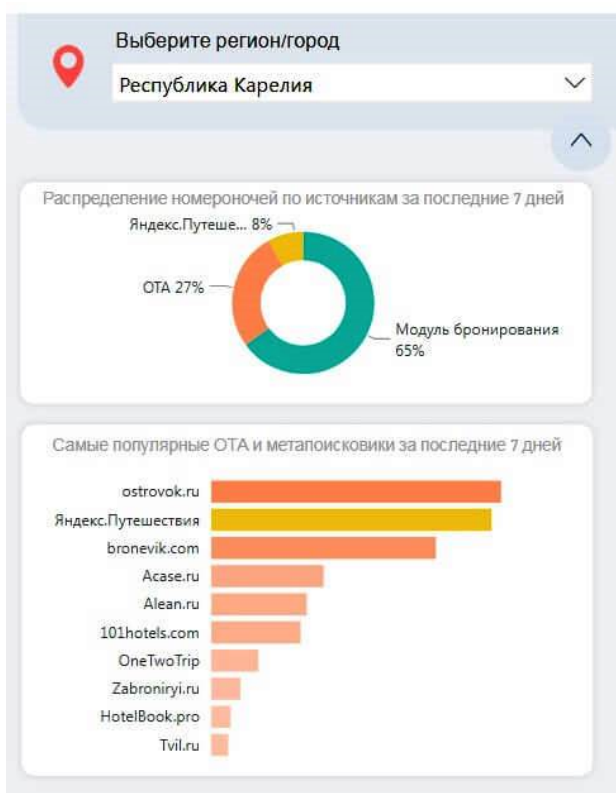 Выберите регион/город
Республика Карелия
Распределение номероночей по источникам за последние 7 дней
Яндекс.Путеше... 8%
ОТА 27%
Модуль бронирования
65%
Самые популярные ОТА и метапоисковики за последние 7 дней
ostrovok.ru
Яндекс.Путешествия
bronevik.com
Acase.ru
Alean.ru
101hotels.com
OneTwoTrip
Zabroniryi.ru
HotelBook.pro
Tvil.ru